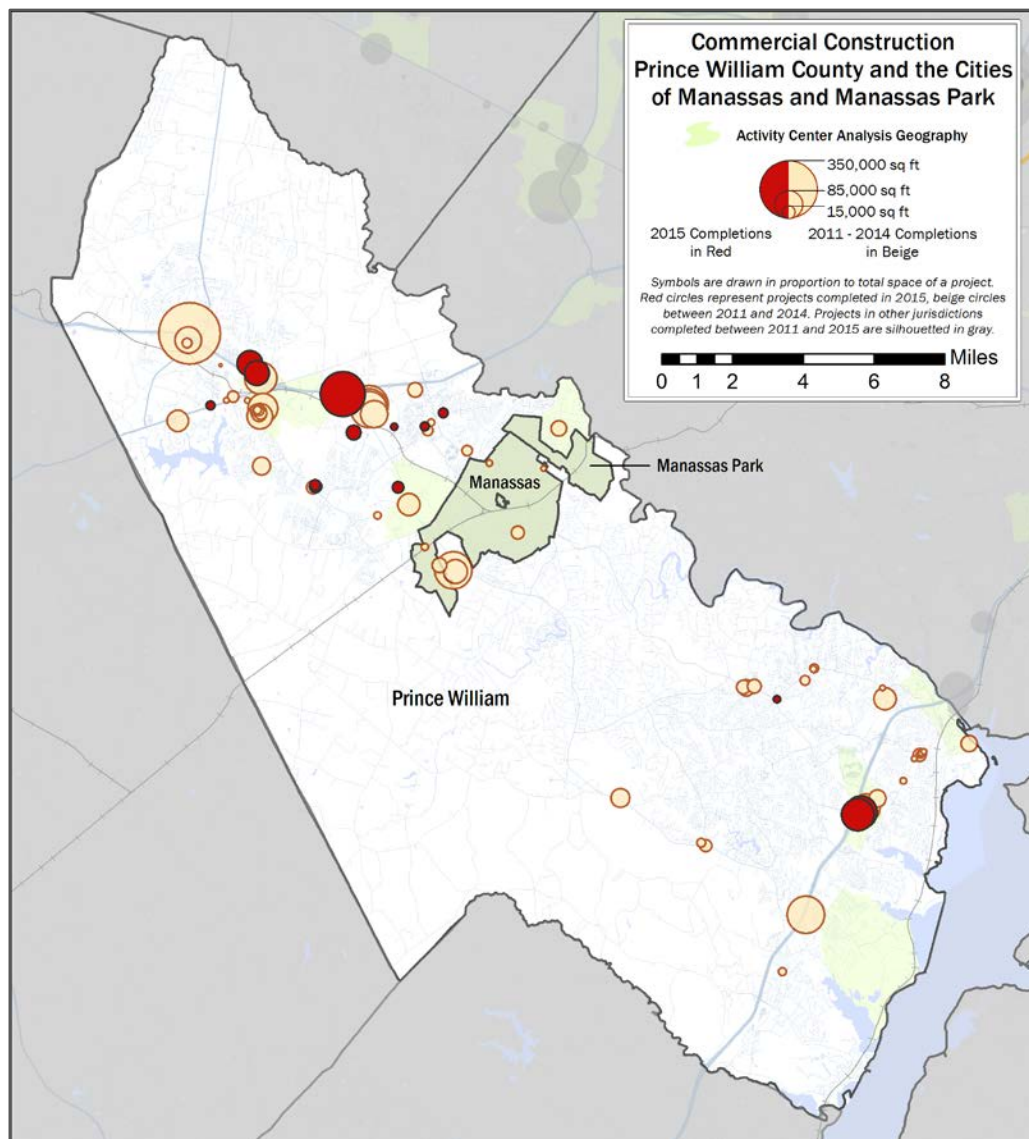 Commercial Construction
Prince William County and the Cities
of Manassas and Manassas Park
Activity Center Analysis Geography
350,000 sq ft
85,000 sq ft
15,000 sq ft
2015 Completions
in Red
2011 - 2014 Completions
in Beige
Symbols are drawn in proportion to total space of a project.
Red circles represent projects completed in 2015, beige circles
between 2011 and 2014. Projects in other jurisdictions
completed between 2011 and 2015 are silhouetted in gray.
Miles
0 1 2 4 6 8
Manassas Park
Manassas
Prince William